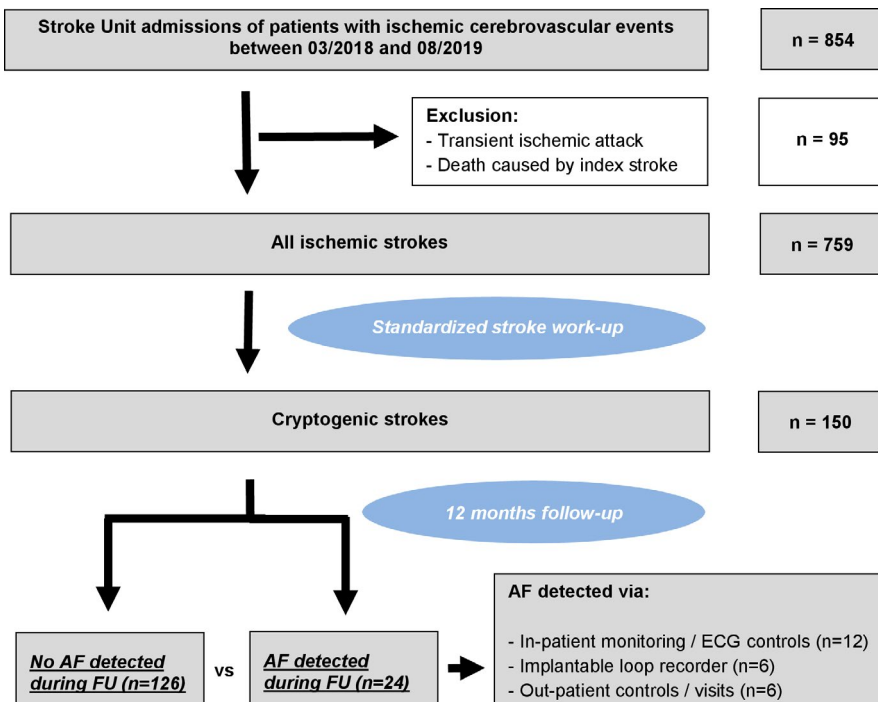 Stroke Unit admissions of patients with ischemic cerebrovascular events
between 03/2018 and 08/2019
n = 854
Exclusion:
- Transient ischemic attack
- Death caused by index stroke
n = 95
All ischemic strokes
n = 759
Standardized stroke work-up
Cryptogenic strokes
n = 150
12 months follow-up
No AF detected
during FU (n=126)
vs
AF detected
during FU (n=24)
AF detected via:
- In-patient monitoring / ECG controls (n=12)
- Implantable loop recorder (n=6)
- Out-patient controls / visits (n=6)